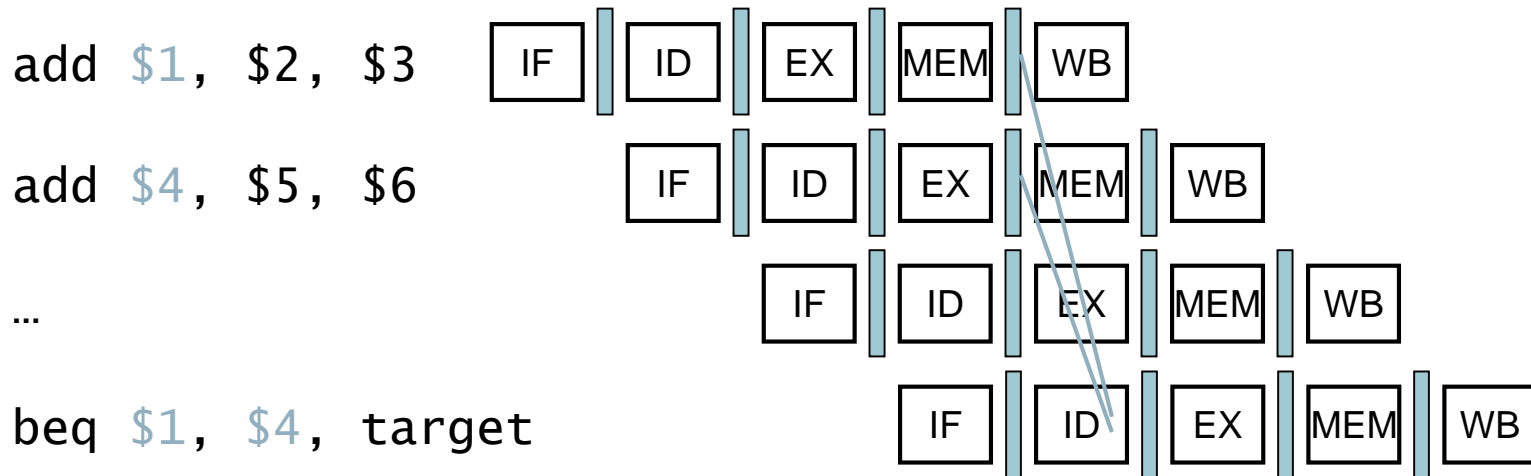 add $1, $2, $3 IF ID EX MEM WB
add $4, $5, $6 IF ID EX MEM WB
… IF ID EX MEM WB
beq $1, $4, target IF ID EX MEM WB